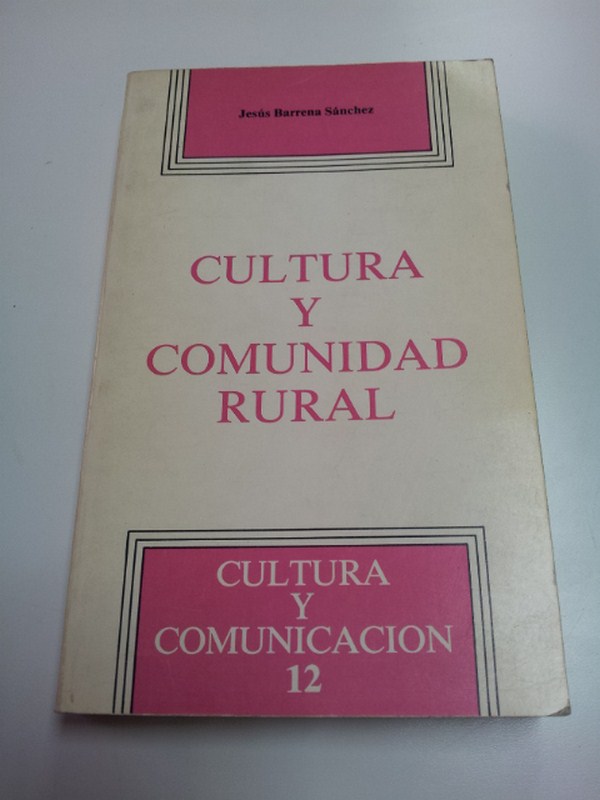 Jesús Barrena Sánchez
CULTURA
Y
COMUNIDAD
RURAL
CULTURA
Y
COMUNICACION
12